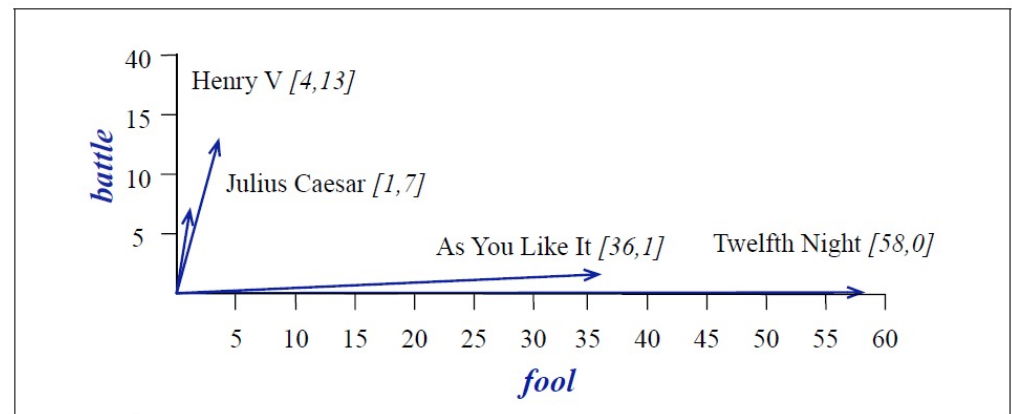 40
Henry V [4,13]
15
battle
10
Julius Caesar [1,7]
5
As You Like It [36,1]
Twelfth Night [58,0]
5 10 15 20 25 30 35 40 45 50 55 60
fool